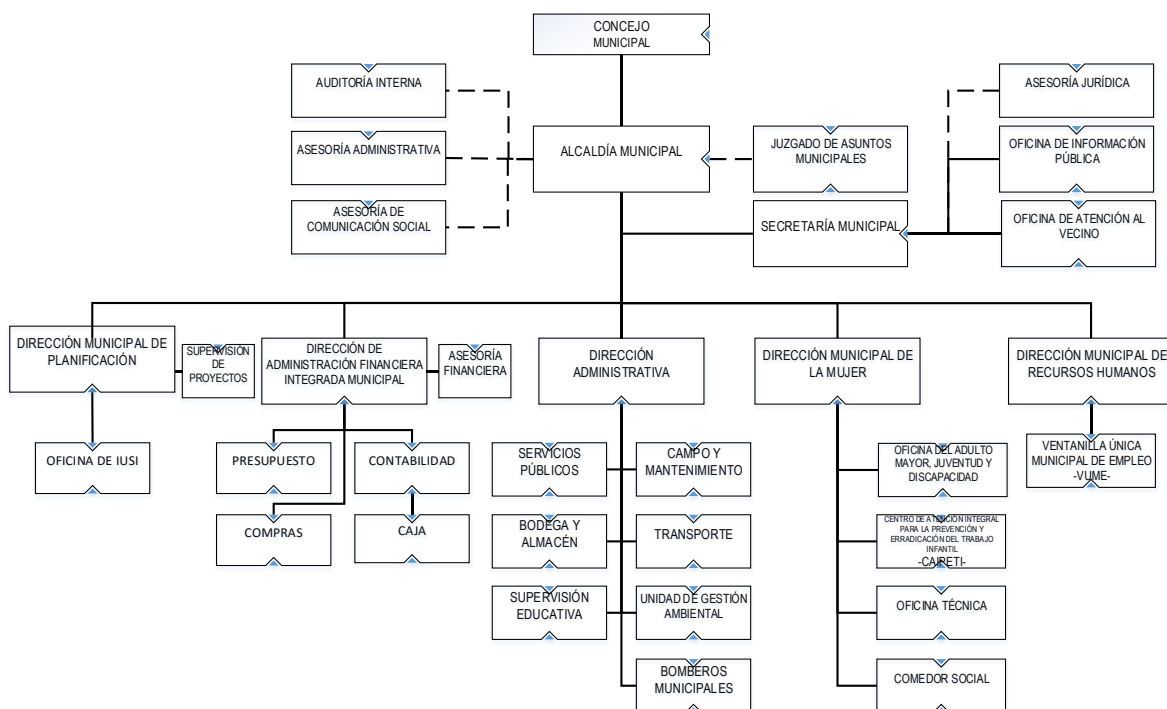 CONCEJO
MUNICIPAL
AUDITORÍA INTERNA
ASESORÍA JURÍDICA
ASESORÍA ADMINISTRATIVA
ALCALDÍA MUNICIPAL
JUZGADO DE ASUNTOS
MUNICIPALES
OFICINA DE INFORMACIÓN
PÚBLICA
ASESORÍA DE
COMUNICACIÓN SOCIAL
SECRETARÍA MUNICIPAL
OFICINA DE ATENCIÓN AL
VECINO
DIRECCIÓN MUNICIPAL DE
PLANIFICACIÓN
SUPERVISIÓN
DE
PROYECTOS
DIRECCIÓN DE
ADMINISTRACIÓN FINANCIERA
INTEGRADA MUNICIPAL
ASESORÍA
FINANCIERA
DIRECCIÓN
ADMINISTRATIVA
DIRECCIÓN MUNICIPAL DE
LA MUJER
DIRECCIÓN MUNICIPAL DE
RECURSOS HUMANOS
OFICINA DE IUSI
PRESUPUESTO
CONTABILIDAD
SERVICIOS
PÚBLICOS
CAMPO Y
MANTENIMIENTO
OFICINA DEL ADULTO
MAYOR, JUVENTUD Y
DISCAPACIDAD
VENTANILLA ÚNICA
MUNICIPAL DE EMPLEO
-VUME-
COMPRAS
CAJA
BODEGA Y
ALMACÉN
TRANSPORTE
CENTRO DE ATENCIÓN INTEGRAL
PARA LA PREVENCIÓN Y
ERRADICACIÓN DEL TRABAJO
INFANTIL
-CAIPETI-
SUPERVISIÓN
EDUCATIVA
UNIDAD DE GESTIÓN
AMBIENTAL
OFICINA TÉCNICA
BOMBEROS
MUNICIPALES
COMEDOR SOCIAL